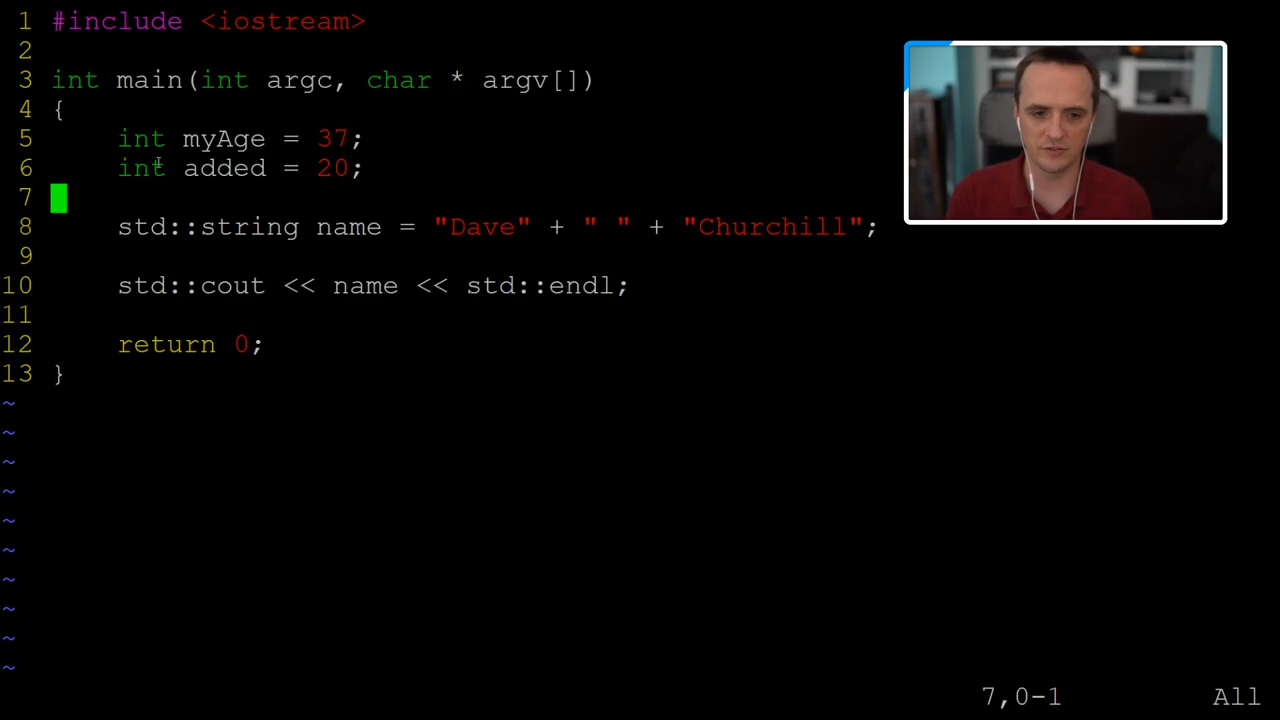 1 #include <iostream>
2
3 int main(int argc, char * argv[])
4 {
5     int myAge = 37;
6     int added = 20;
7
8     std::string name = "Dave" + " " + "Churchill";
9
10     std::cout << name << std::endl;
11
12     return 0;
13 }
~
~
~
~
~
~
~
~
~
~
7,0-1 All